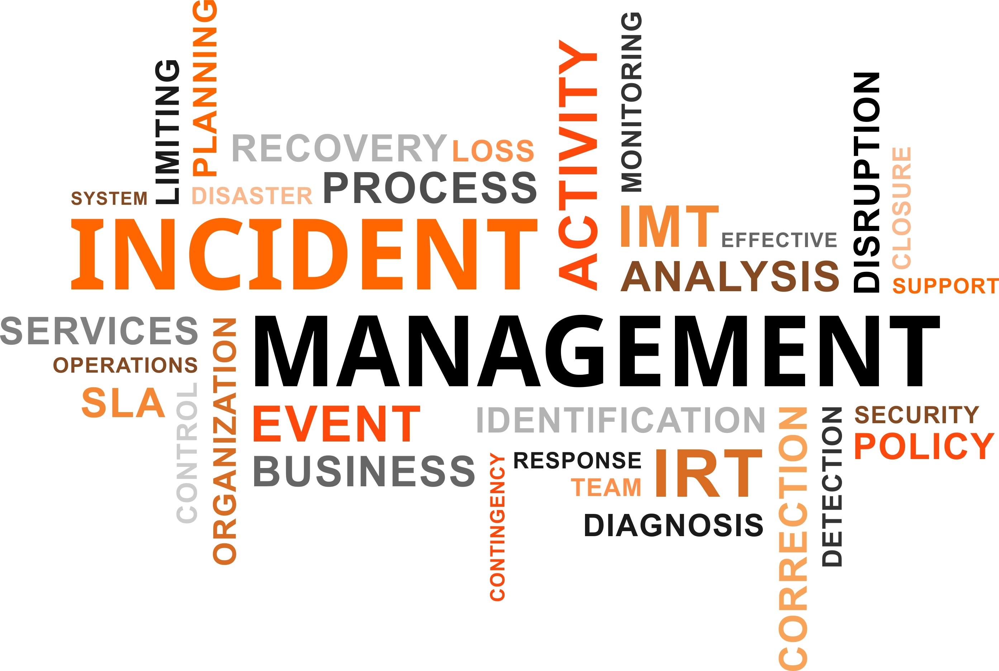 PLANNING
MONITORING
ACTIVITY
LIMITING
DISRUPTION
RECOVERY
LOSS
CLOSURE
PROCESS
DISASTER
SYSTEM
IMT
INCIDENT
EFFECTIVE
ANALYSIS
SUPPORT
SERVICES
MANAGEMENT
ORGANIZATION
OPERATIONS
SLA
CONTROL
EVENT
IDENTIFICATION
CORRECTION
DETECTION
SECURITY
POLICY
BUSINESS
CONTINGENCY
RESPONSE
IRT
TEAM
DIAGNOSIS